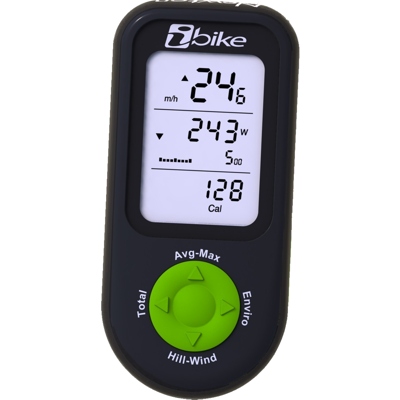 ibike
m/h 24.6
243 w
5:00
128
Cal
Avg-Max
Total
Enviro
Hill-Wind